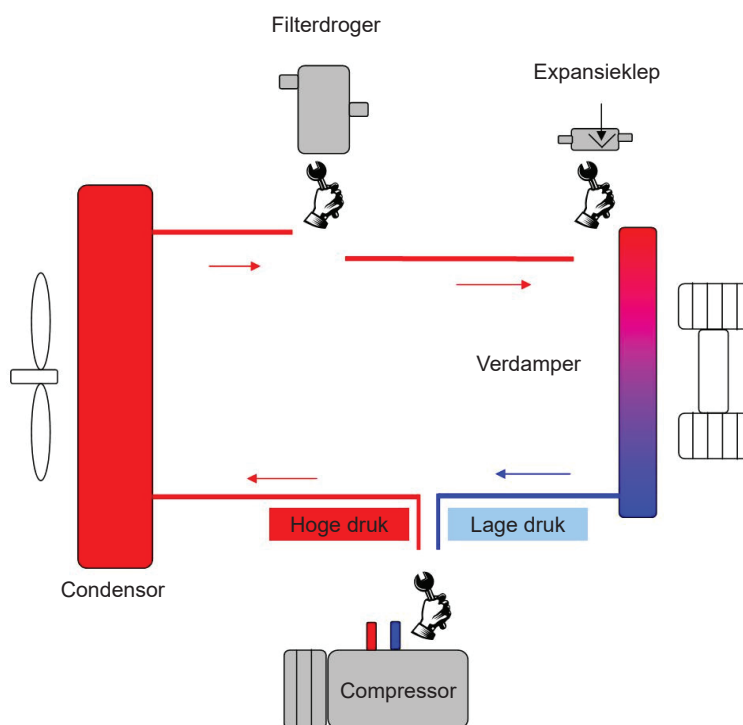 Filterdroger
Expansieklep
Verdamper
Hoge druk
Lage druk
Condensor
Compressor